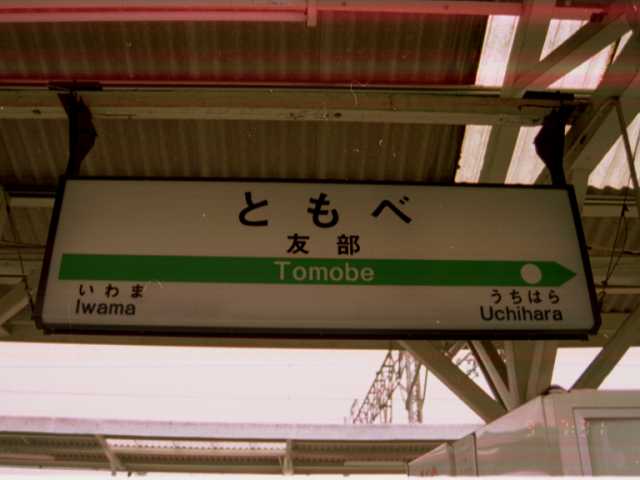 ともべ
友部
Tomobe
いわま
Iwama
うちはら
Uchihara